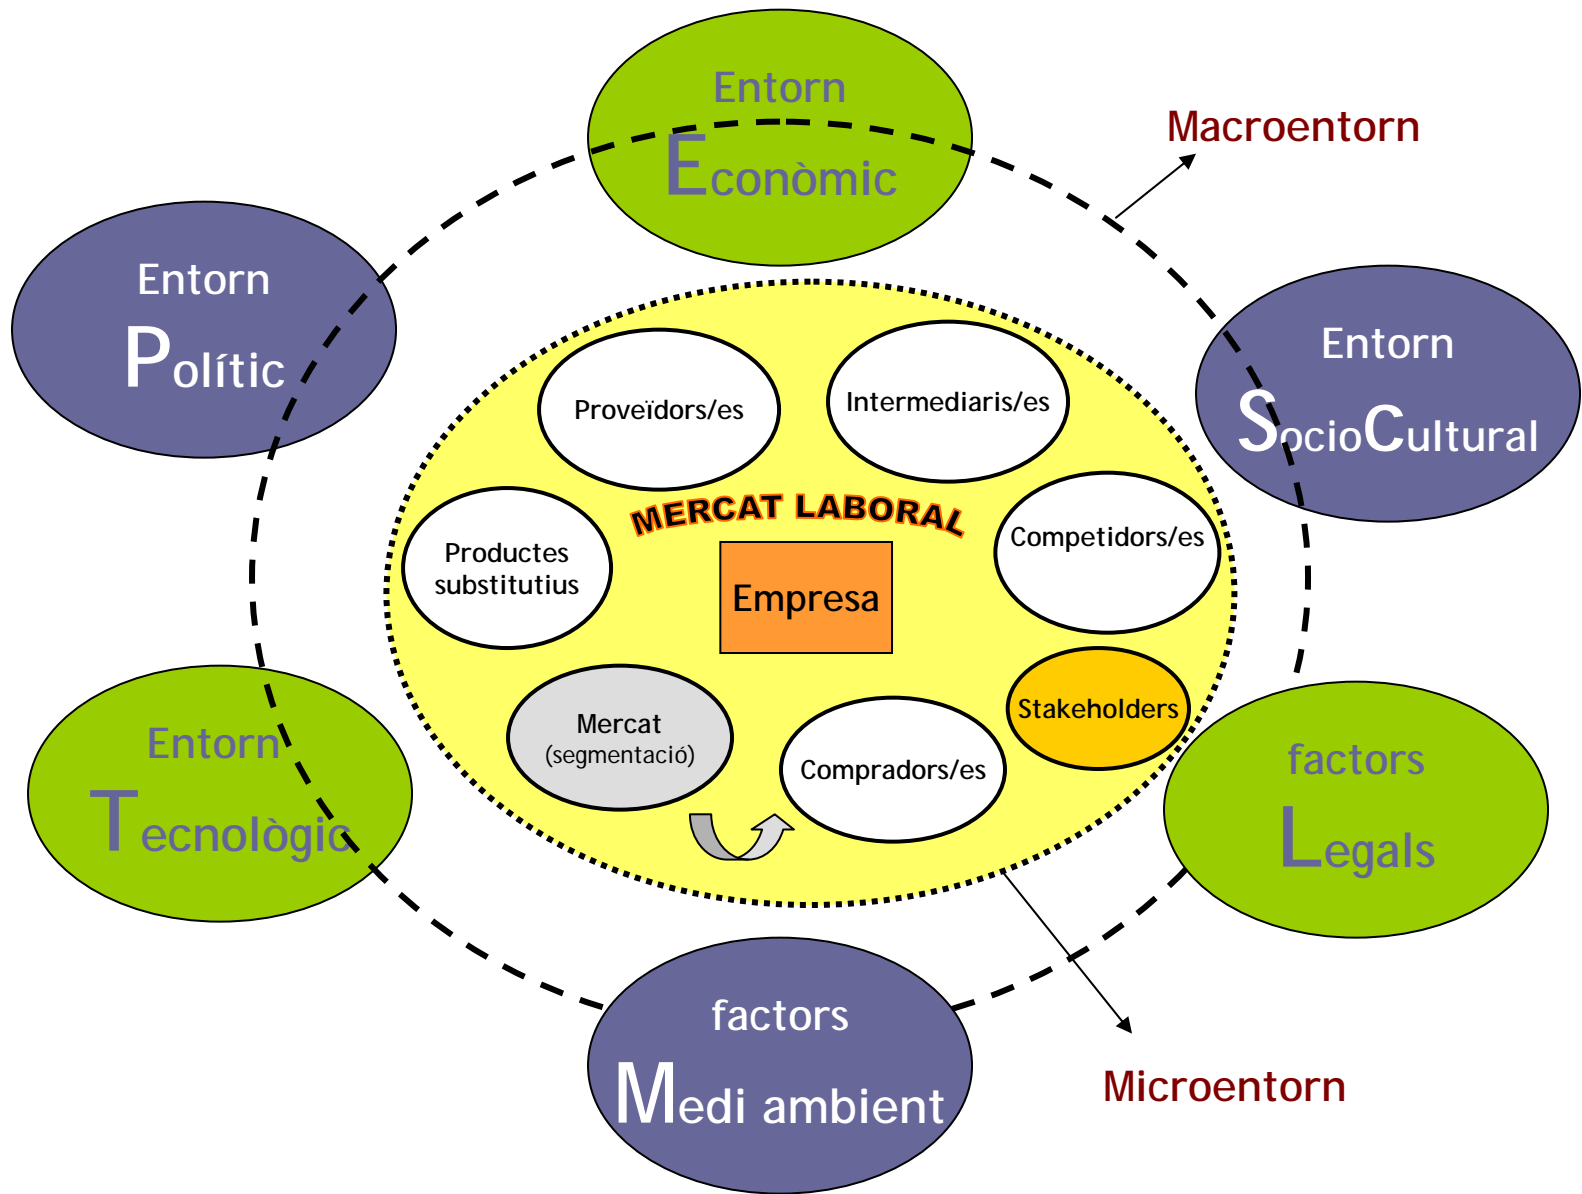 Entorn
Econòmic
Macroentorn
Entorn
Polític
Entorn
SocioCultural
Proveïdors/es
Intermediaris/es
MERCAT LABORAL
Productes
substitutius
Empresa
Competidors/es
Stakeholders
Mercat
(segmentació)
Compradors/es
Entorn
Tecnològic
factors
Legals
factors
Medi ambient
Microentorn